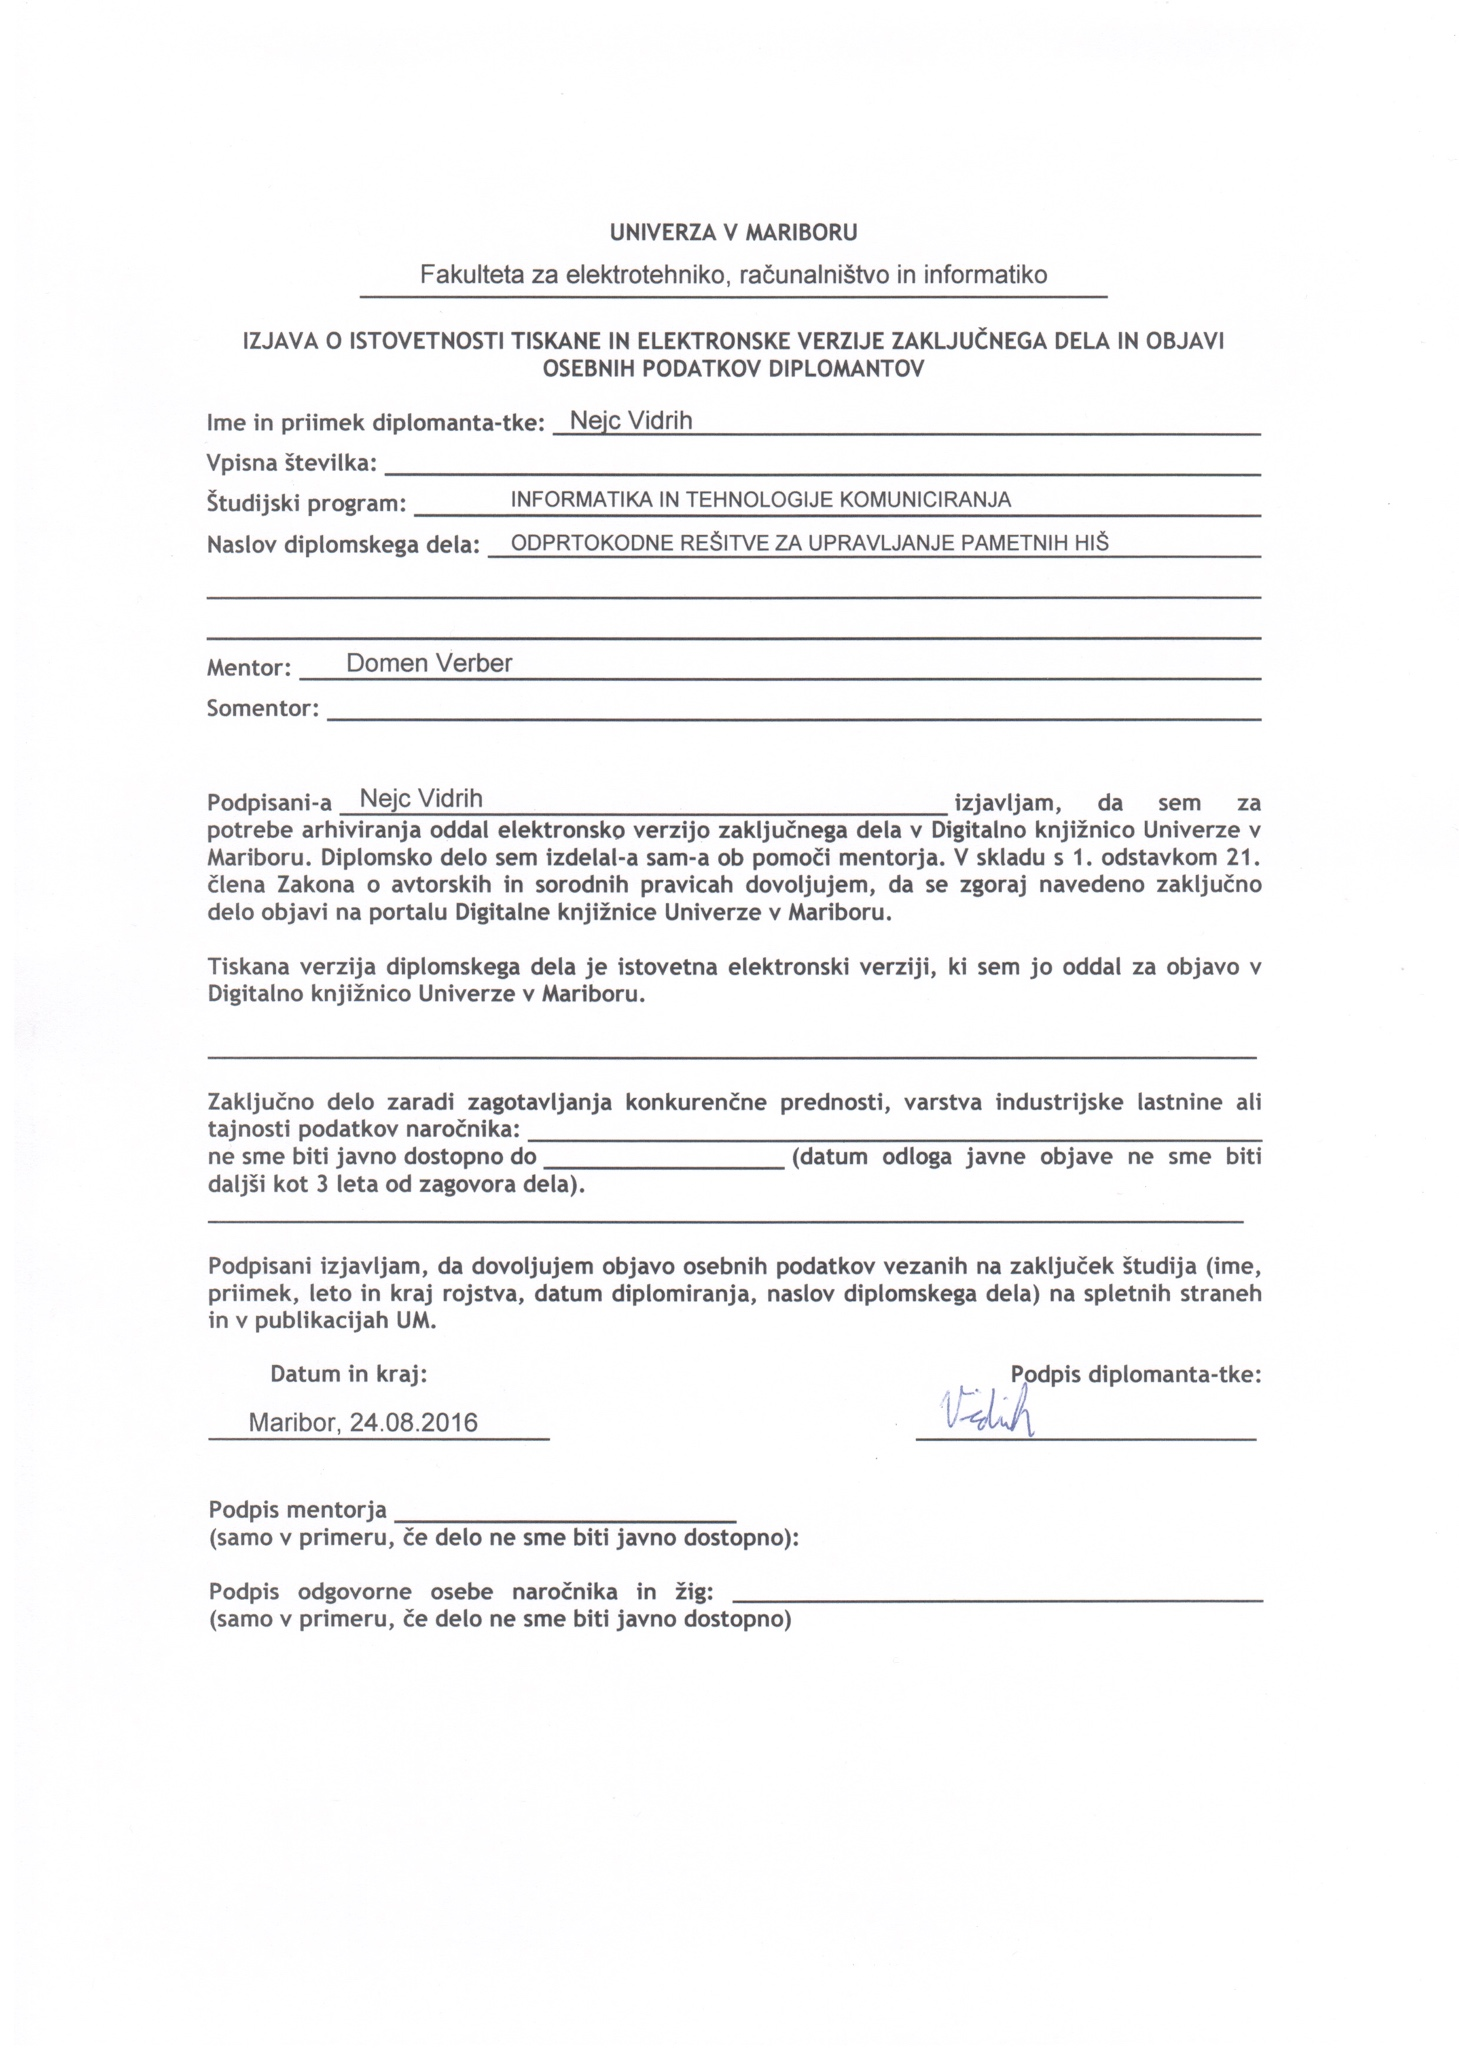 UNIVERZA V MARIBORU
Fakulteta za elektrotehniko, računalništvo in informatiko
IZJAVA O ISTOVETNOSTI TISKANE IN ELEKTRONSKE VERZIJE ZAKLJUČNEGA DELA IN OBJAVI
OSEBNIH PODATKOV DIPLOMANTOV
Ime in priimek diplomanta-tke: Nejc Vidrih
Vpisna številka:
Študijski program: INFORMATIKA IN TEHNOLOGIJE KOMUNICIRANJA
Naslov diplomskega dela: ODPRTOKODNE REŠITVE ZA UPRAVLJANJE PAMETNIH HIŠ
Mentor: Domen Verber
Somentor:
Podpisani-a Nejc Vidrih izjavljam, da sem za
potrebe arhiviranja oddal elektronsko verzijo zaključnega dela v Digitalno knjižnico Univerze v
Mariboru. Diplomsko delo sem izdelal-a sam-a ob pomoči mentorja. V skladu s 1. odstavkom 21.
člena Zakona o avtorskih in sorodnih pravicah dovoljujem, da se zgoraj navedeno zaključno
delo objavi na portalu Digitalne knjižnice Univerze v Mariboru.
Tiskana verzija diplomskega dela je istovetna elektronski verziji, ki sem jo oddal za objavo v
Digitalno knjižnico Univerze v Mariboru.
Zaključno delo zaradi zagotavljanja konkurenčne prednosti, varstva industrijske lastnine ali
tajnosti podatkov naročnika:
ne sme biti javno dostopno do (datum odloga javne objave ne sme biti
daljši kot 3 leta od zagovora dela).
Podpisani izjavljam, da dovoljujem objavo osebnih podatkov vezanih na zaključek študija (ime,
priimek, leto in kraj rojstva, datum diplomiranja, naslov diplomskega dela) na spletnih straneh
in v publikacijah UM.
Datum in kraj: Podpis diplomanta-tke:
Maribor, 24.08.2016 Vidrih
Podpis mentorja
(samo v primeru, če delo ne sme biti javno dostopno):
Podpis odgovorne osebe naročnika in žig:
(samo v primeru, če delo ne sme biti javno dostopno)